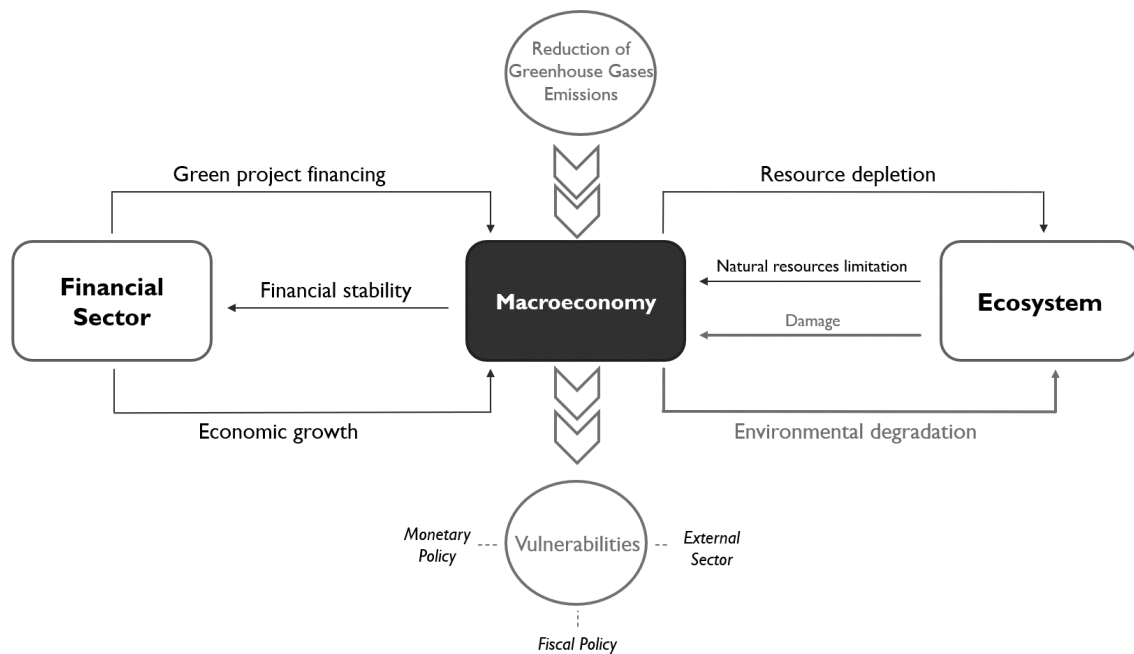 Reduction of
Greenhouse Gases
Emissions
Green project financing
Resource depletion
Financial
Sector
Financial stability
Macroeconomy
Natural resources limitation
Damage
Ecosystem
Economic growth
Environmental degradation
Monetary
Policy
Vulnerabilities
External
Sector
Fiscal Policy